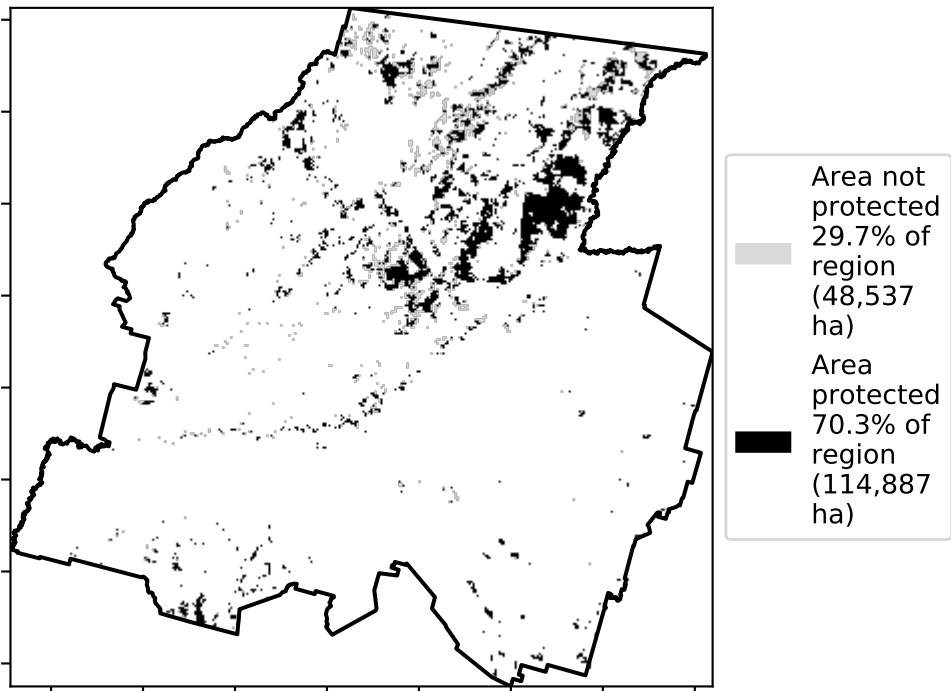 Area not
protected
29.7% of
region
(48,537
ha)
Area
protected
70.3% of
region
(114,887
ha)